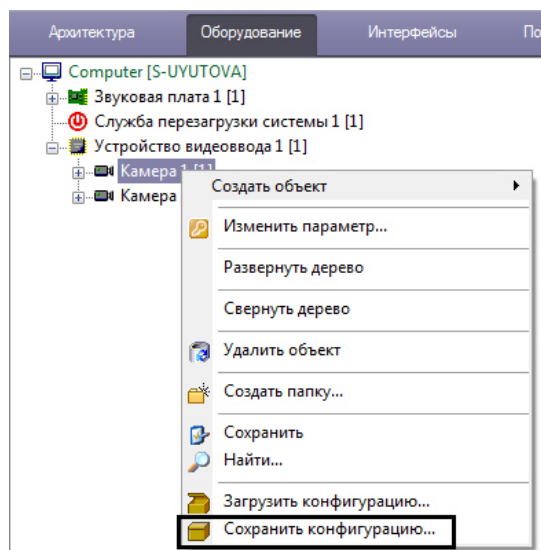 Архитектура Оборудование Интерфейсы
Computer [S-UYUTOVA]
Звуковая плата 1 [1]
Служба перезагрузки системы 1 [1]
Устройство видеоввода 1 [1]
Камера 1 [1]
Камера
Создать объект
Изменить параметр...
Развернуть дерево
Свернуть дерево
Удалить объект
Создать папку...
Сохранить
Найти...
Загрузить конфигурацию...
Сохранить конфигурацию...